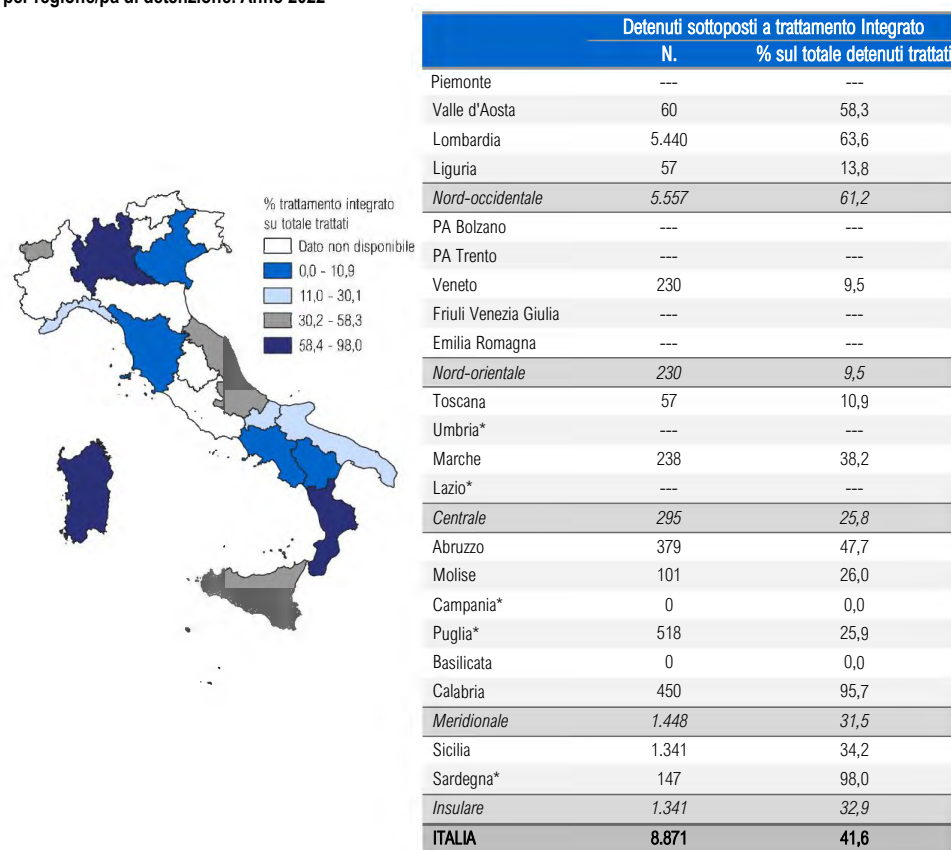 per regione/pa di detenzione. Anno 2022
% trattamento integrato
su totale trattati
Dato non disponibile
0,0 - 10,9
11,0 - 30,1
30,2 - 58,3
58,4 - 98,0
Detenuti sottoposti a trattamento Integrato
N. % sul totale detenuti trattati
Piemonte --- ---
Valle d'Aosta 60 58,3
Lombardia 5.440 63,6
Liguria 57 13,8
Nord-occidentale 5.557 61,2
PA Bolzano --- ---
PA Trento --- ---
Veneto 230 9,5
Friuli Venezia Giulia --- ---
Emilia Romagna --- ---
Nord-orientale 230 9,5
Toscana 57 10,9
Umbria* --- ---
Marche 238 38,2
Lazio* --- ---
Centrale 295 25,8
Abruzzo 379 47,7
Molise 101 26,0
Campania* 0 0,0
Puglia* 518 25,9
Basilicata 0 0,0
Calabria 450 95,7
Meridionale 1.448 31,5
Sicilia 1.341 34,2
Sardegna* 147 98,0
Insulare 1.341 32,9
ITALIA 8.871 41,6